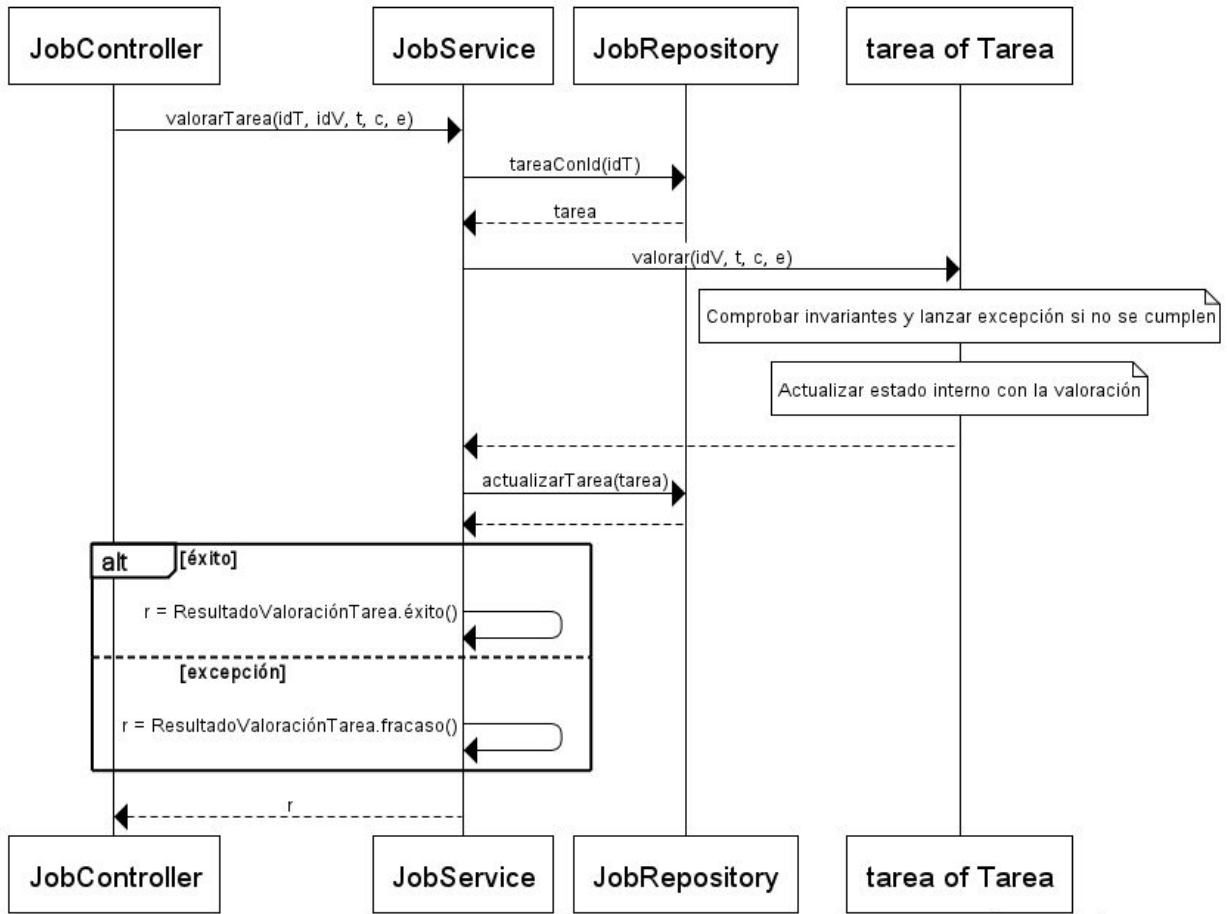 JobController
JobService
JobRepository
tarea of Tarea
valorarTarea(idT, idV, t, c, e)
tareaConId(idT)
tarea
valorar(idV, t, c, e)
Comprobar invariantes y lanzar excepción si no se cumplen
Actualizar estado interno con la valoración
actualizarTarea(tarea)
alt
[éxito]
r = ResultadoValoraciónTarea.éxito()
[excepción]
r = ResultadoValoraciónTarea.fracaso()
r
JobController
JobService
JobRepository
tarea of Tarea